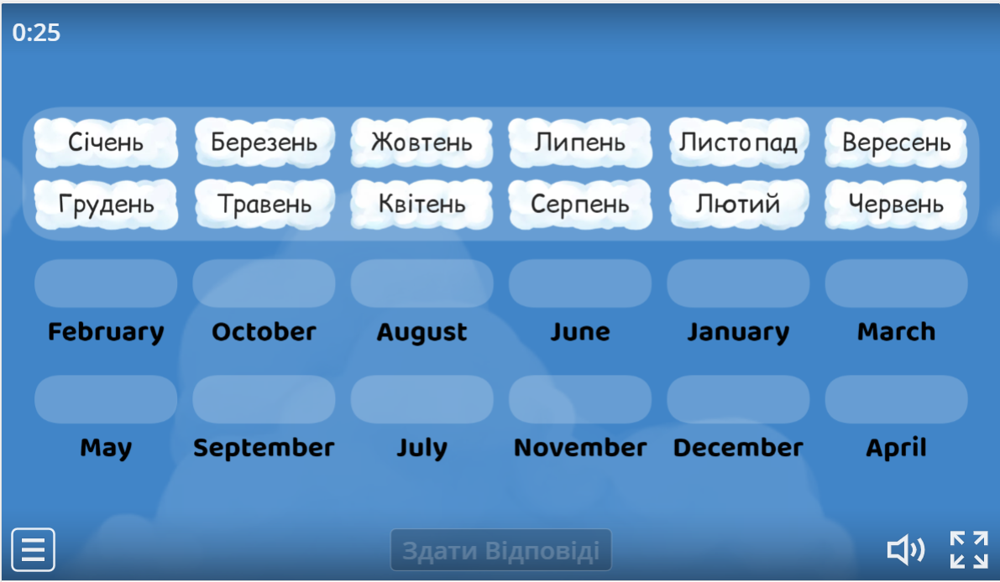 0:25
Січень Березень Жовтень Липень Листопад Вересень
Грудень Травень Квітень Серпень Лютий Червень
February October August June January March
May September July November December April
Здати Відповіді